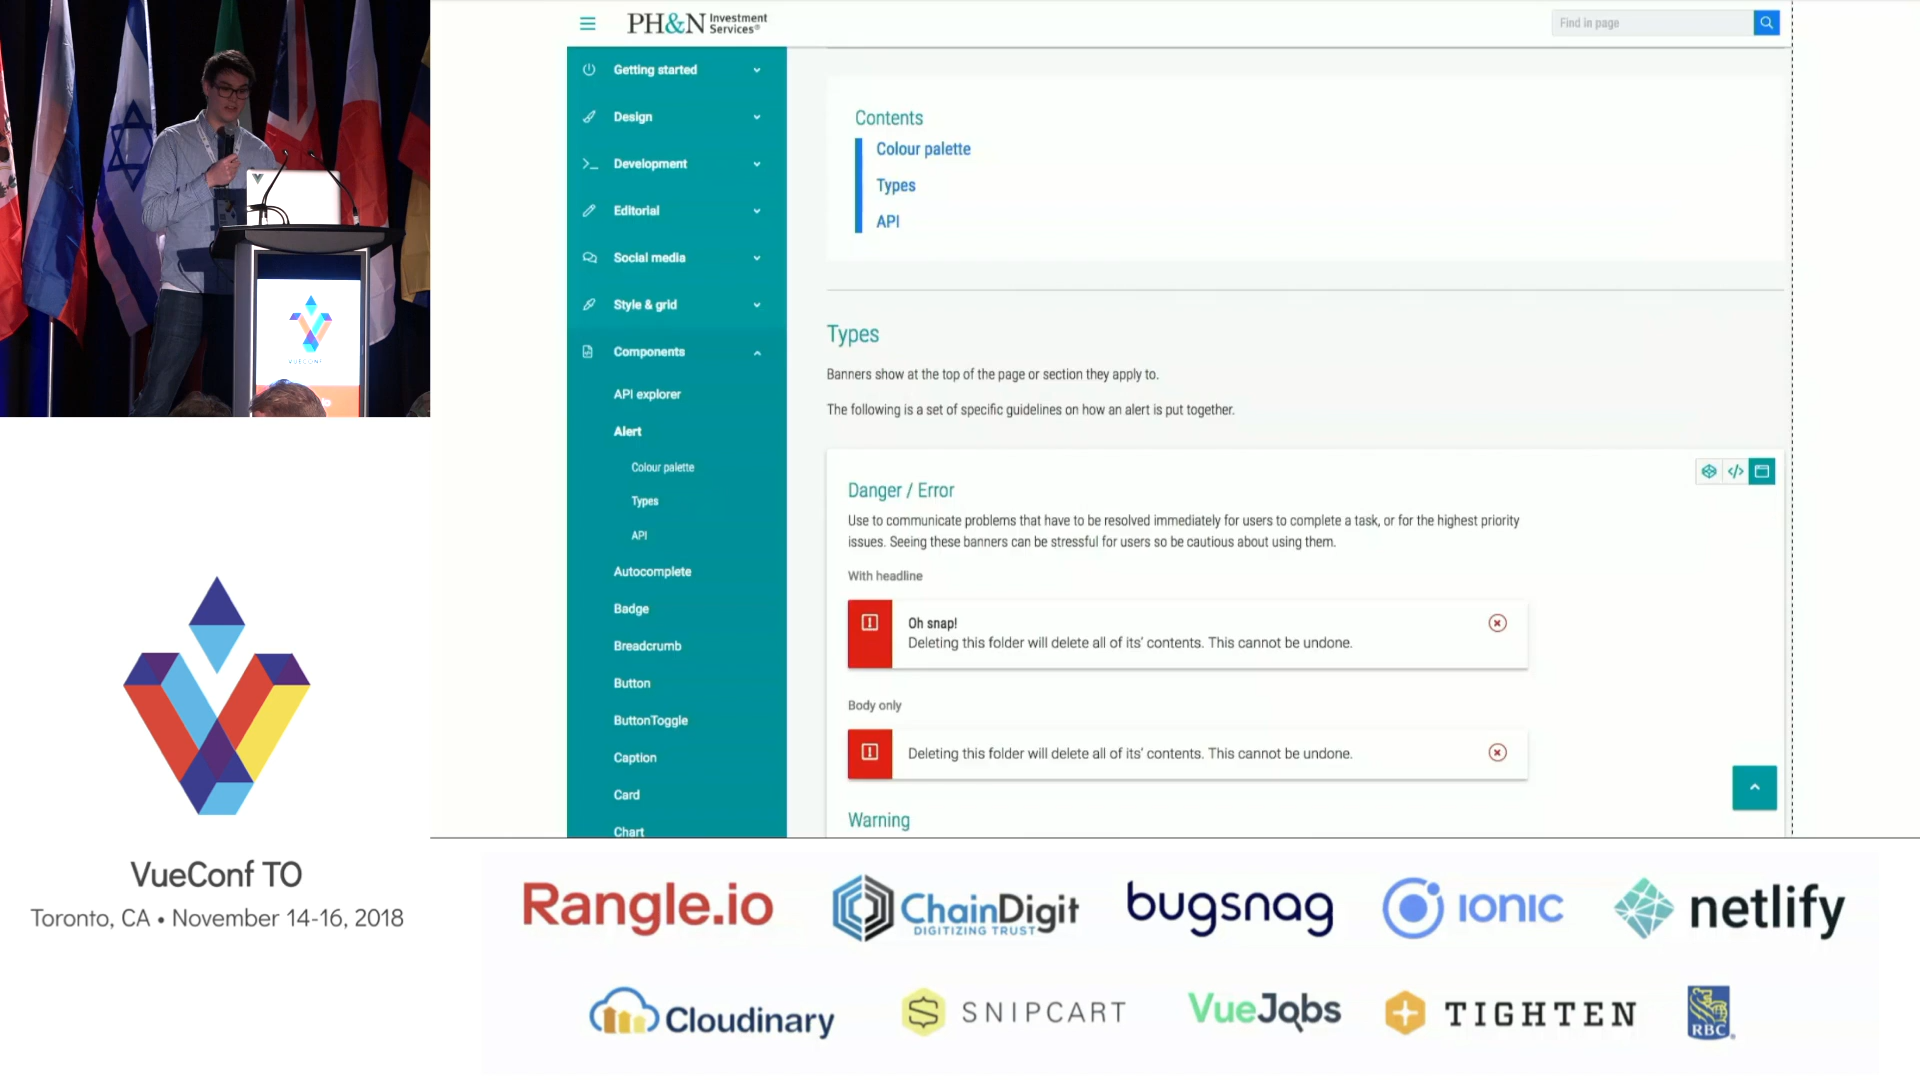 PH&N Investment Services®
Find in page
Getting started
Design
Development
Editorial
Social media
Style & grid
Components
API explorer
Alert
Colour palette
Types
API
Autocomplete
Badge
Breadcrumb
Button
ButtonToggle
Caption
Card
Chart
Contents
Colour palette
Types
API
Types
Banners show at the top of the page or section they apply to.
The following is a set of specific guidelines on how an alert is put together.
Danger / Error
Use to communicate problems that have to be resolved immediately for users to complete a task, or for the highest priority
issues. Seeing these banners can be stressful for users so be cautious about using them.
With headline
Oh snap!
Deleting this folder will delete all of its' contents. This cannot be undone.
Body only
Deleting this folder will delete all of its' contents. This cannot be undone.
Warning
VUECONF
VueConf TO
Toronto, CA • November 14-16, 2018
Rangle.io
ChainDigit
DIGITIZING TRUST
bugsnag
ionic
netlify
Cloudinary
SNIPCART
VueJobs
TIGHTEN
RBC